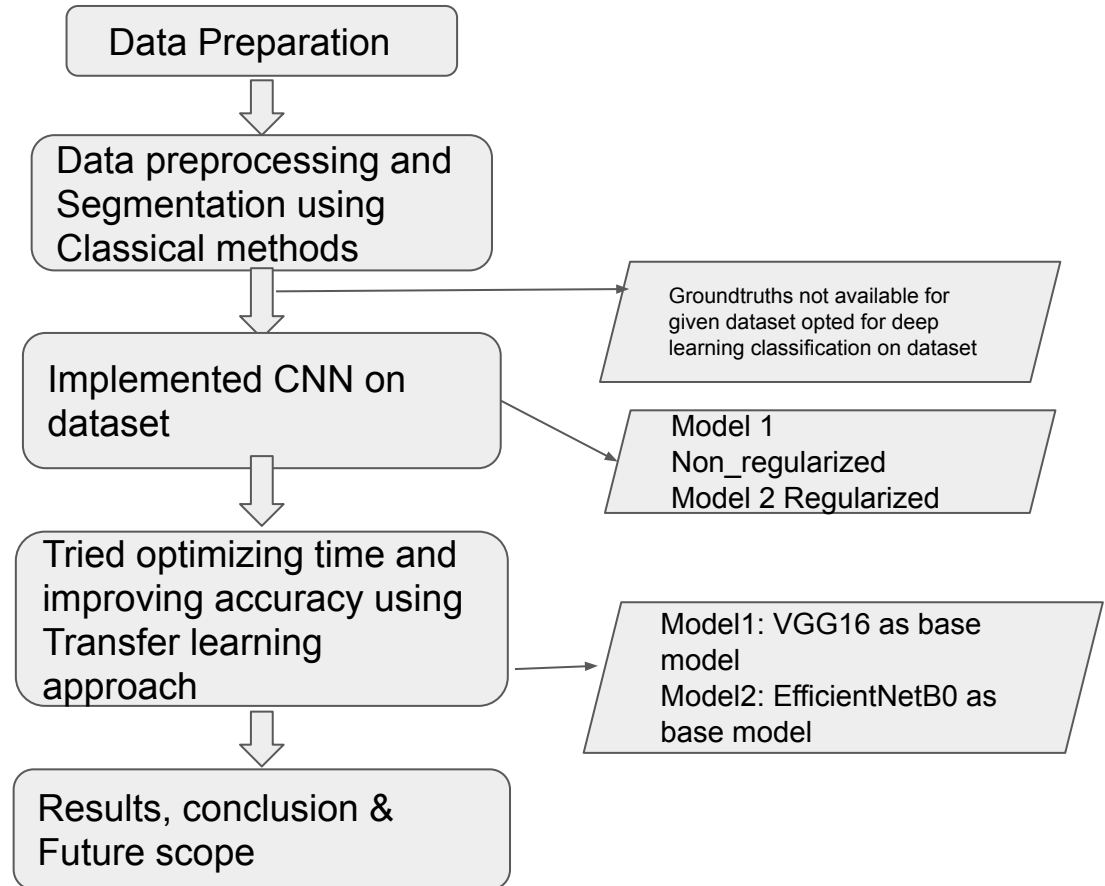 Data Preparation
Data preprocessing and
Segmentation using
Classical methods
Groundtruths not available for
given dataset opted for deep
learning classification on dataset
Implemented CNN on
dataset
Model 1
Non_regularized
Model 2 Regularized
Tried optimizing time and
improving accuracy using
Transfer learning
approach
Model1: VGG16 as base
model
Model2: EfficientNetB0 as
base model
Results, conclusion &
Future scope